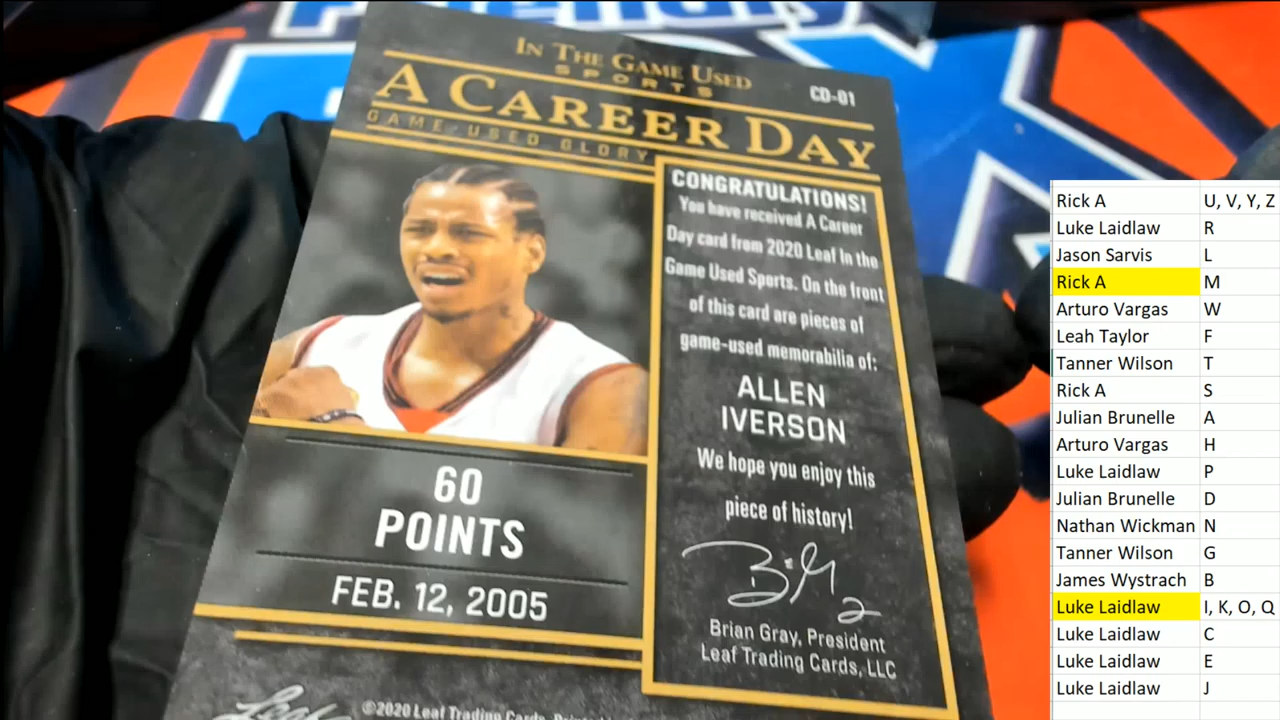 IN THE GAME USED
SPORTS
CD-01
A CAREER DAY
GAME-USED GLORY
CONGRATULATIONS!
You have received A Career
Day card from 2020 Leaf In the
Game Used Sports. On the front
of this card are pieces of
game-used memorabilia of:
ALLEN
IVERSON
We hope you enjoy this
piece of history!
Brian Gray, President
Leaf Trading Cards, LLC
60
POINTS
FEB. 12, 2005
Leaf
©2020 Leaf Trading Cards.
Rick A U, V, Y, Z
Luke Laidlaw R
Jason Sarvis L
Rick A M
Arturo Vargas W
Leah Taylor F
Tanner Wilson T
Rick A S
Julian Brunelle A
Arturo Vargas H
Luke Laidlaw P
Julian Brunelle D
Nathan Wickman N
Tanner Wilson G
James Wystrach B
Luke Laidlaw I, K, O, Q
Luke Laidlaw C
Luke Laidlaw E
Luke Laidlaw J